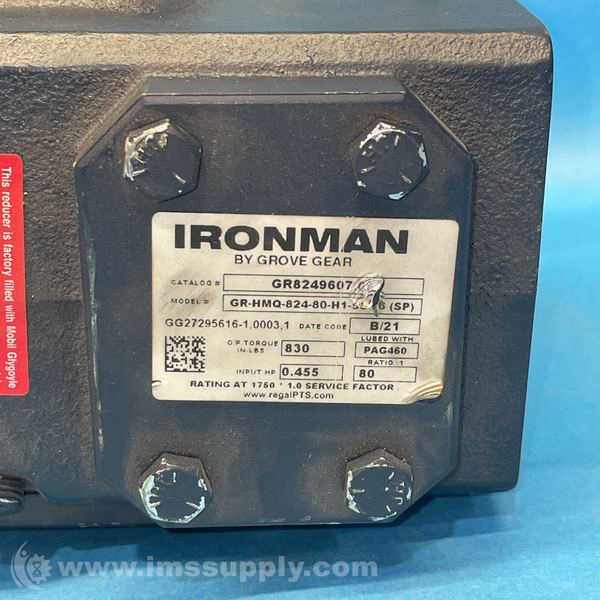 This reducer is factory filled with Mobil Glygoyle
IRONMAN
BY GROVE GEAR
CATALOG # GR8249607
MODEL # GR-HMQ-824-80-H1- (SP)
GG27295616-1.0003,1 DATE CODE B/21
O/P TORQUE IN-LBS 830 LUBED WITH PAG460
INPUT HP 0.455 RATIO :1 80
RATING AT 1750 * 1.0 SERVICE FACTOR
www.regalPTS.com
www.imssupply.com